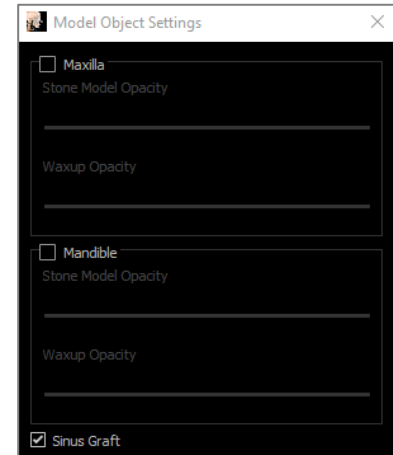 Model Object Settings
Maxilla
Stone Model Opacity
Waxup Opacity
Mandible
Stone Model Opacity
Waxup Opacity
Sinus Graft